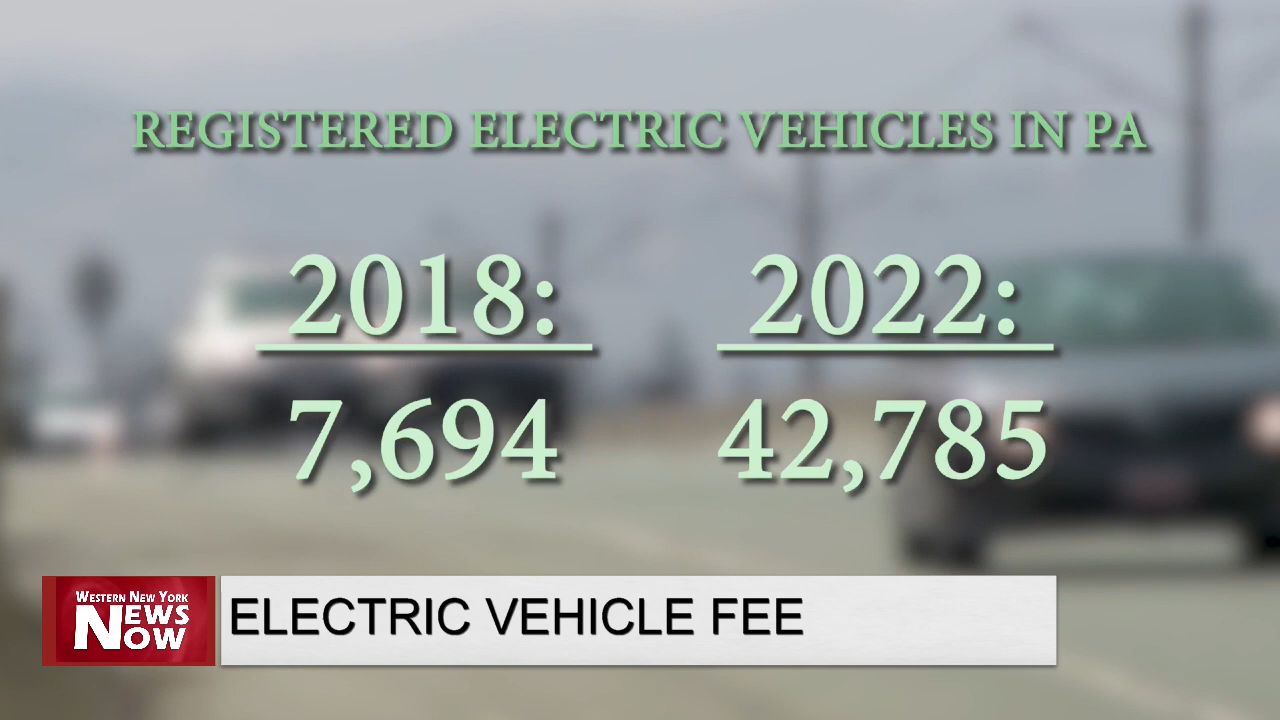 REGISTERED ELECTRIC VEHICLES IN PA
2018:
7,694
2022:
42,785
WESTERN NEW YORK
NEWS
NOW
ELECTRIC VEHICLE FEE